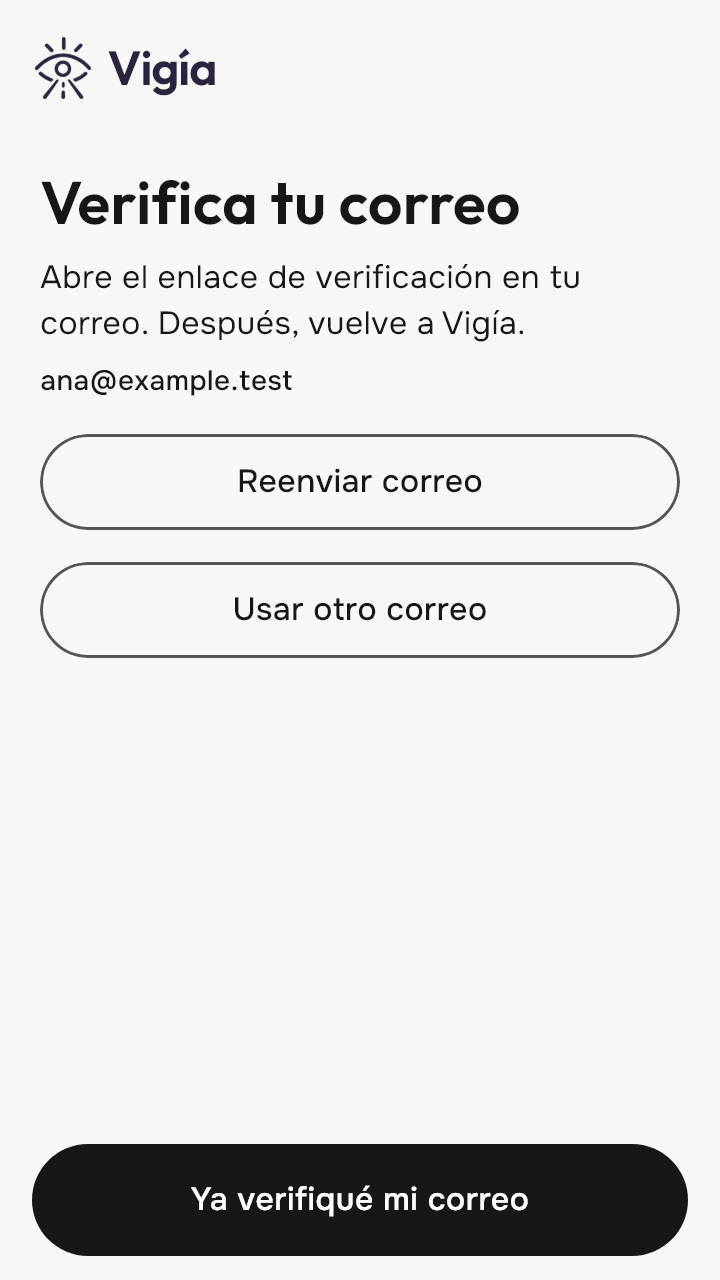 Vigía
Verifica tu correo
Abre el enlace de verificación en tu
correo. Después, vuelve a Vigía.
ana@example.test
Reenviar correo
Usar otro correo
Ya verifiqué mi correo